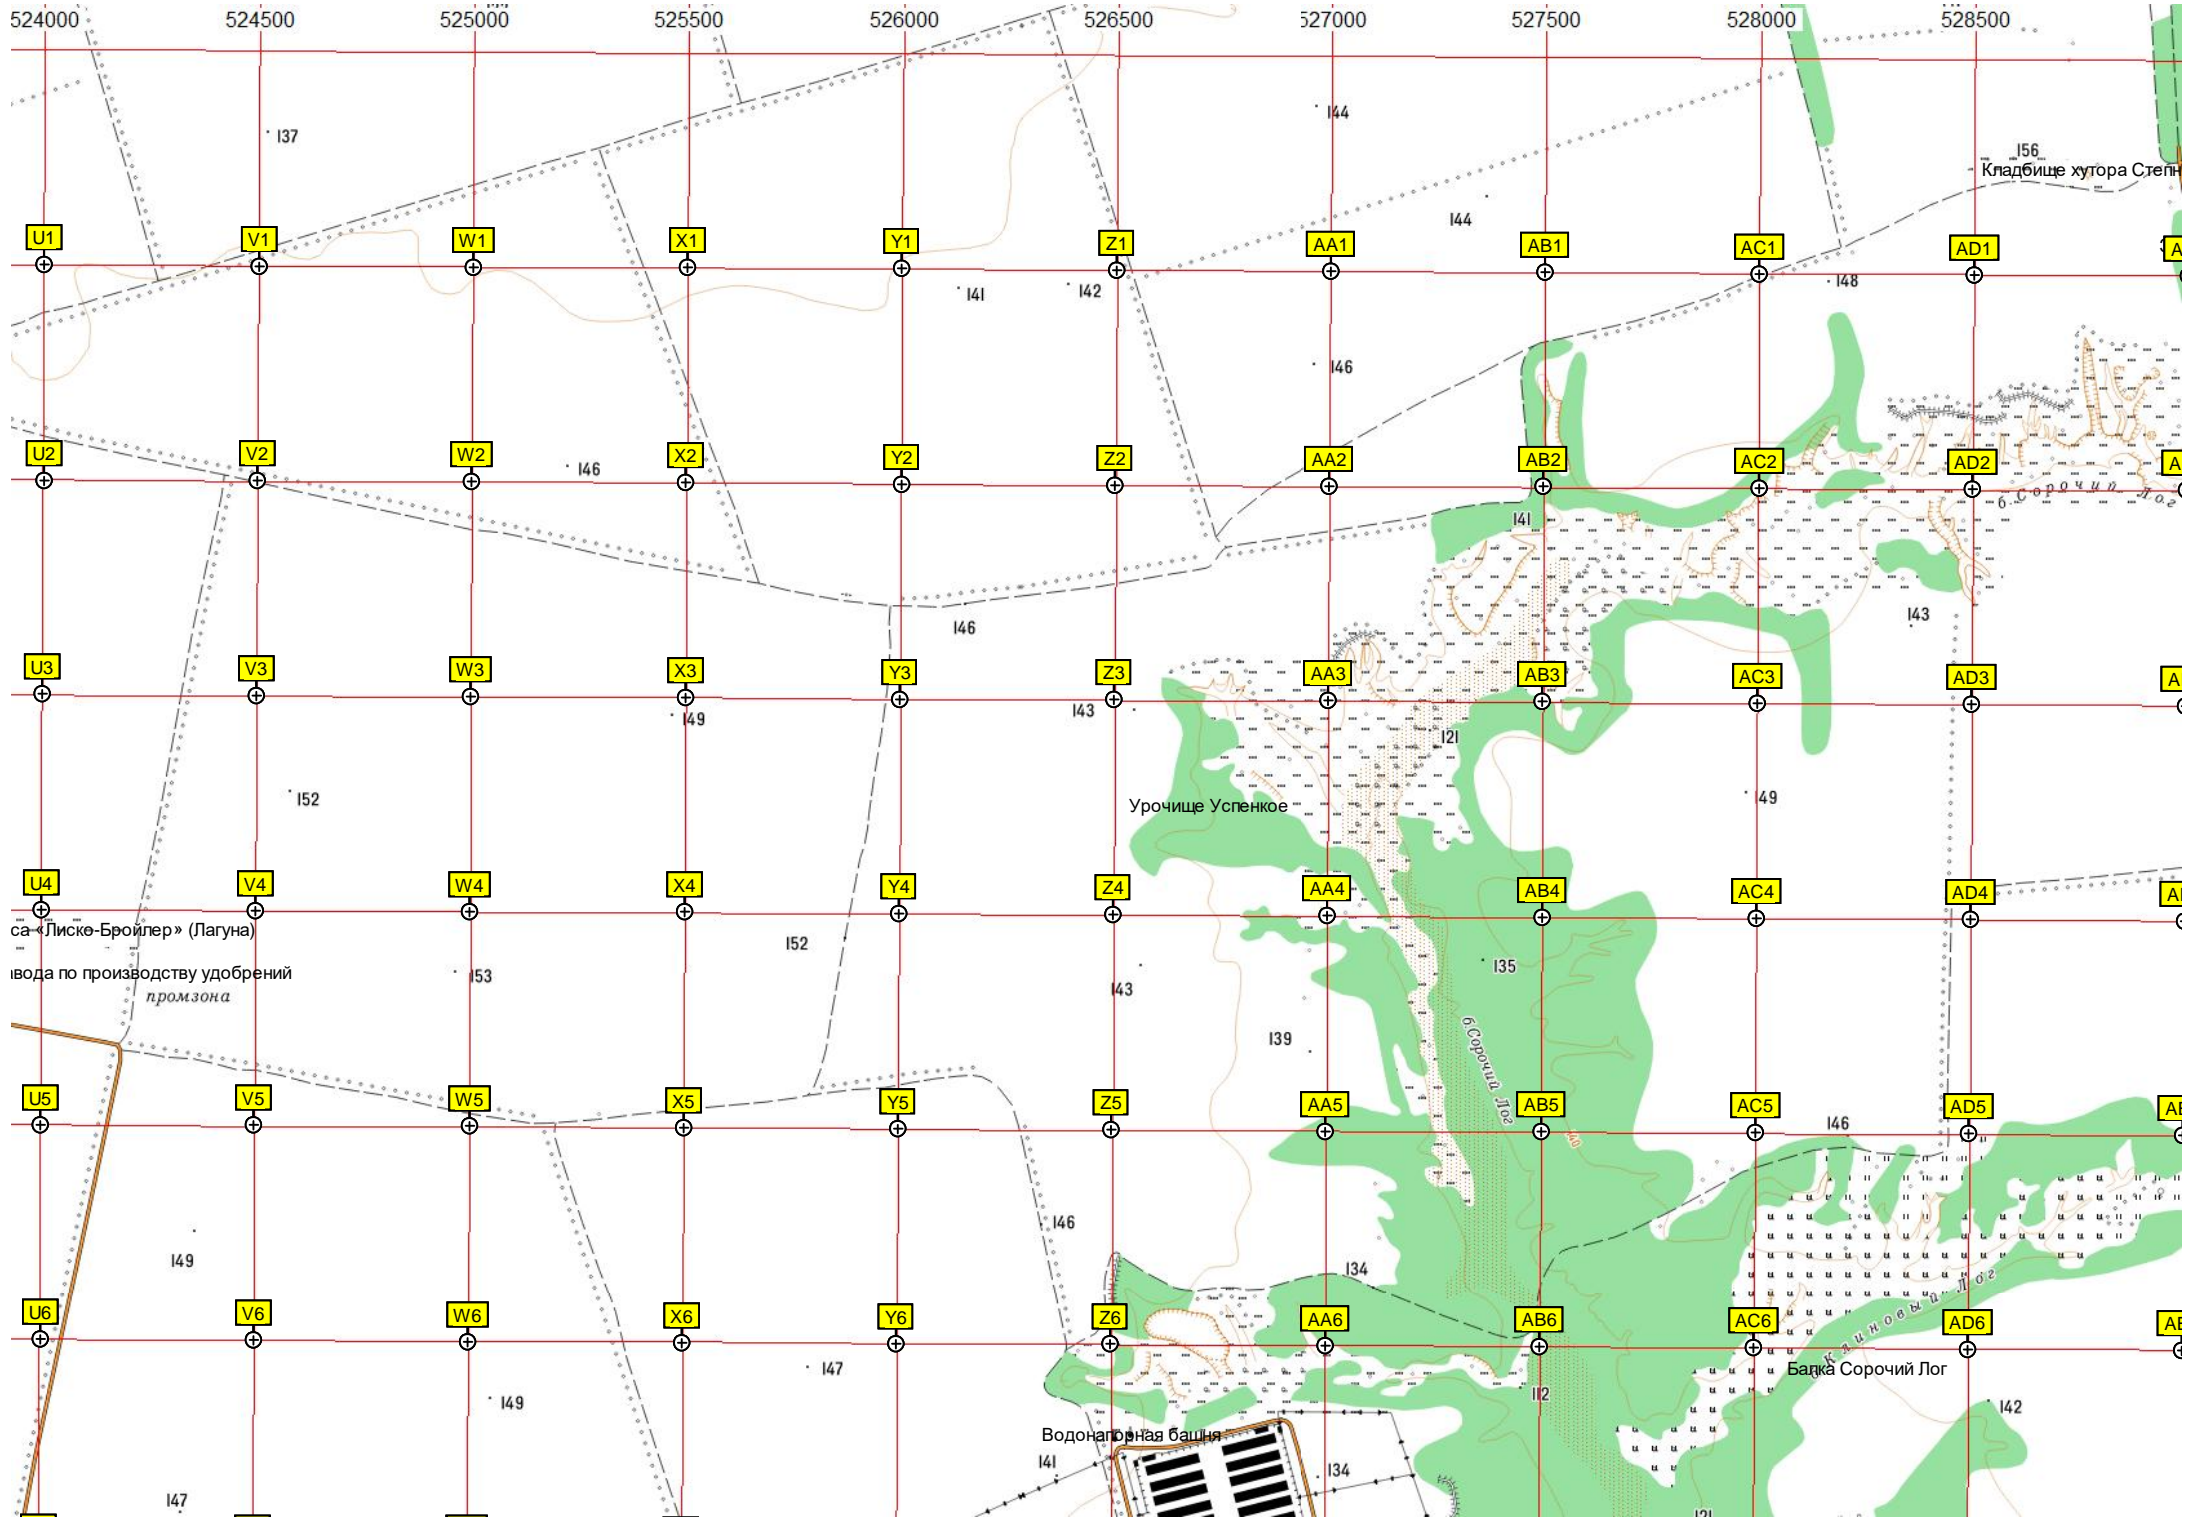 524000 524500 525000 525500 526000 526500 527000 527500 528000 528500
137
144
156
Кладбище хутора Степн
144
U1 V1 W1 X1 Y1 Z1 AA1 AB1 AC1 AD1
141 142 148
146
U2 V2 W2 X2 Y2 Z2 AA2 AB2 AC2 AD2
146
б. Сорочий Лог
141
146
143
U3 V3 W3 X3 Y3 Z3 AA3 AB3 AC3 AD3
149
143
121
152
Урочище Успенкое
149
U4 V4 W4 X4 Y4 Z4 AA4 AB4 AC4 AD4
са «Лиско-Бройлер» (Лагуна)
152
135
авода по производству удобрений
153
промзона
143
139
б.Сорочий Лог
U5 V5 W5 X5 Y5 Z5 AA5 AB5 AC5 AD5
146
140
146
149
134
Клиновый Лог
U6 V6 W6 X6 Y6 Z6 AA6 AB6 AC6 AD6
147
Балка Сорочий Лог
149
112
142
Водонапорная башня
141
134
147
121